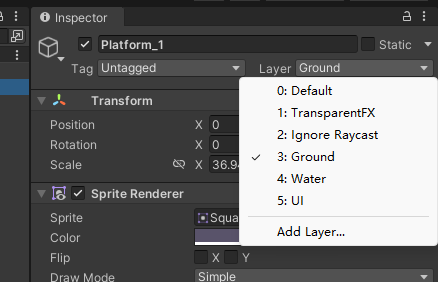 Inspector
Platform_1
Static
Tag Untagged Layer Ground
0: Default
1: TransparentFX
2: Ignore Raycast
3: Ground
4: Water
5: UI
Add Layer...
Transform
Position X 0
Rotation X 0
Scale X 36.94
Sprite Renderer
Sprite Squa
Color
Flip X Y
Draw Mode Simple